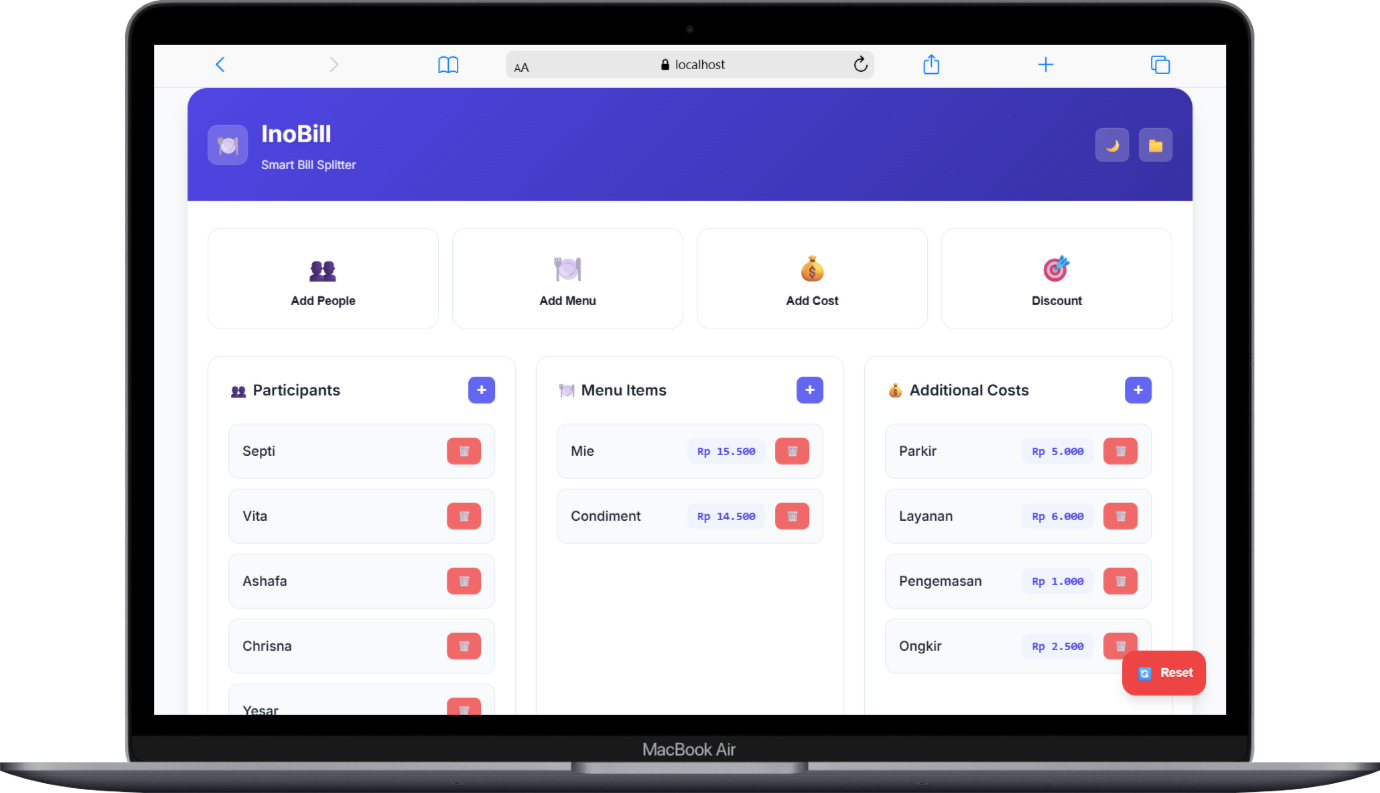 AA localhost
InoBill
Smart Bill Splitter
Add People
Add Menu
Add Cost
Discount
Participants +
Septi
Vita
Ashafa
Chrisna
Yesar
Menu Items +
Mie Rp 15.500
Condiment Rp 14.500
Additional Costs +
Parkir Rp 5.000
Layanan Rp 6.000
Pengemasan Rp 1.000
Ongkir Rp 2.500
Reset
MacBook Air